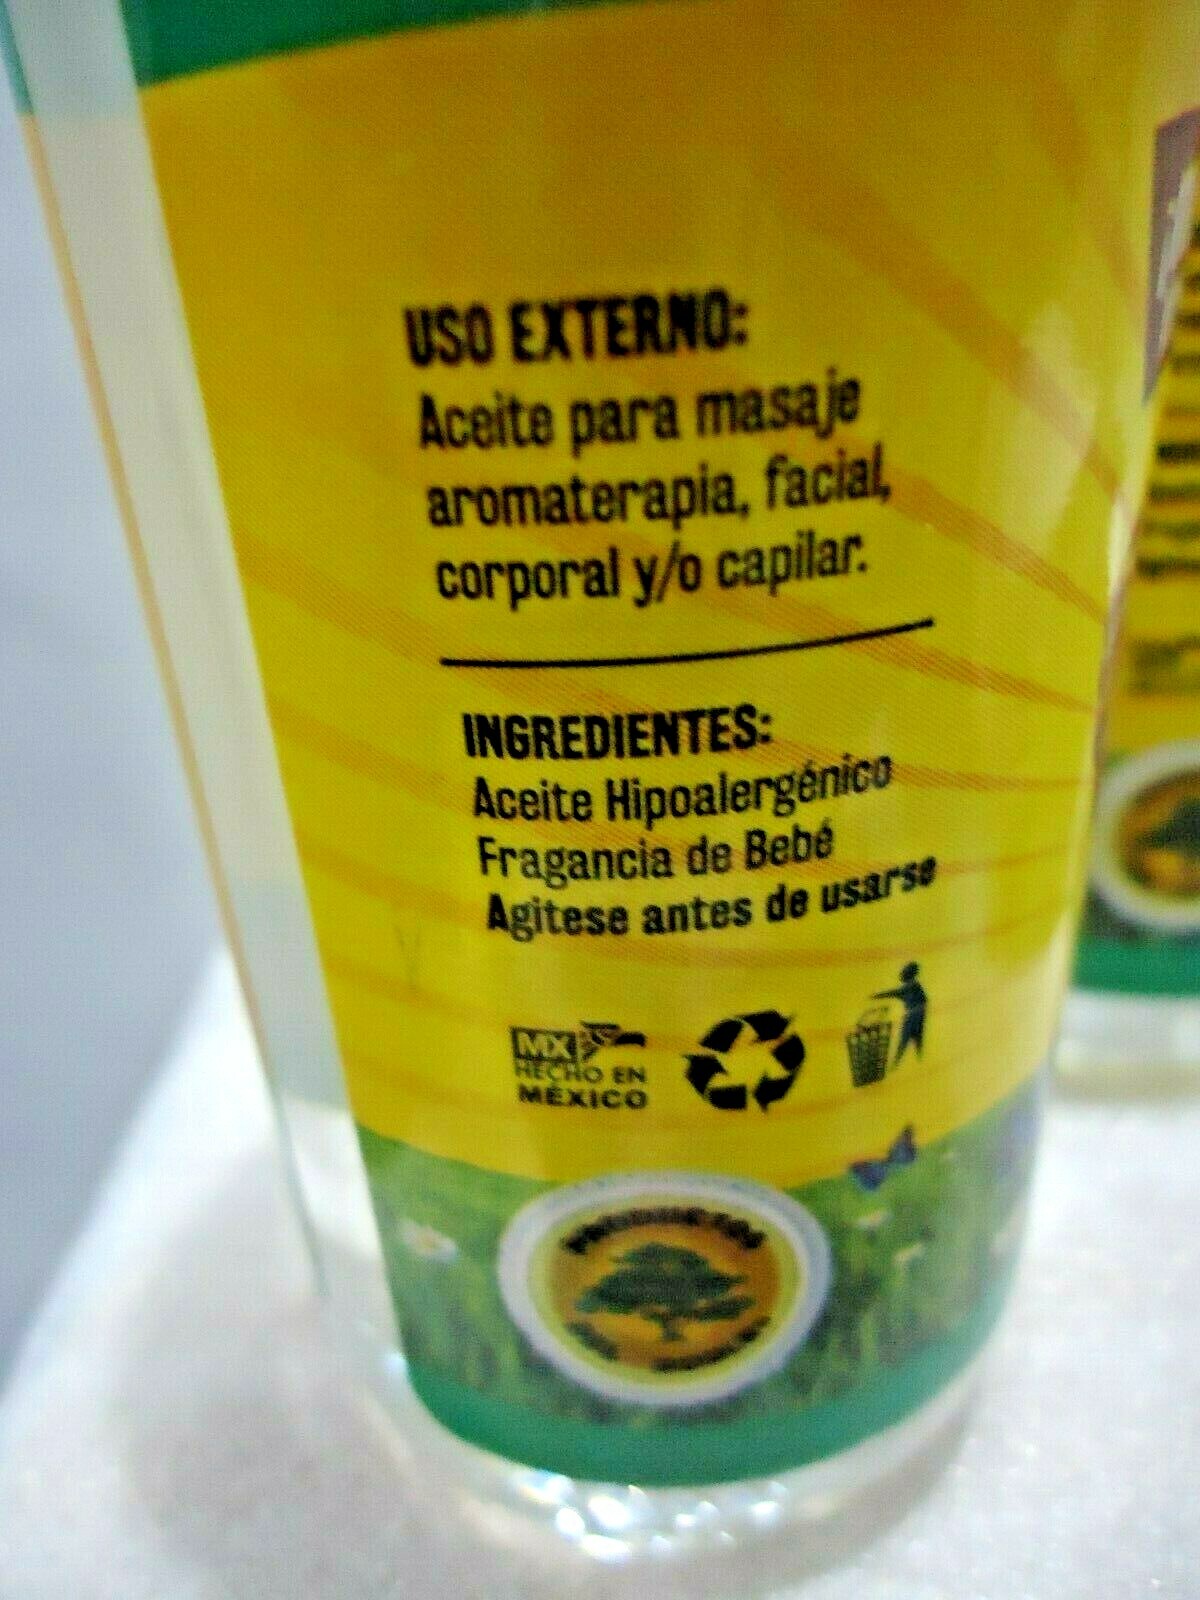 USO EXTERNO:
Aceite para masaje
aromaterapia, facial,
corporal y/o capilar.
INGREDIENTES:
Aceite Hipoalergénico
Fragancia de Bebé
Agitese antes de usarse
MX
HECHO EN
MÉXICO
PRODUCTOS